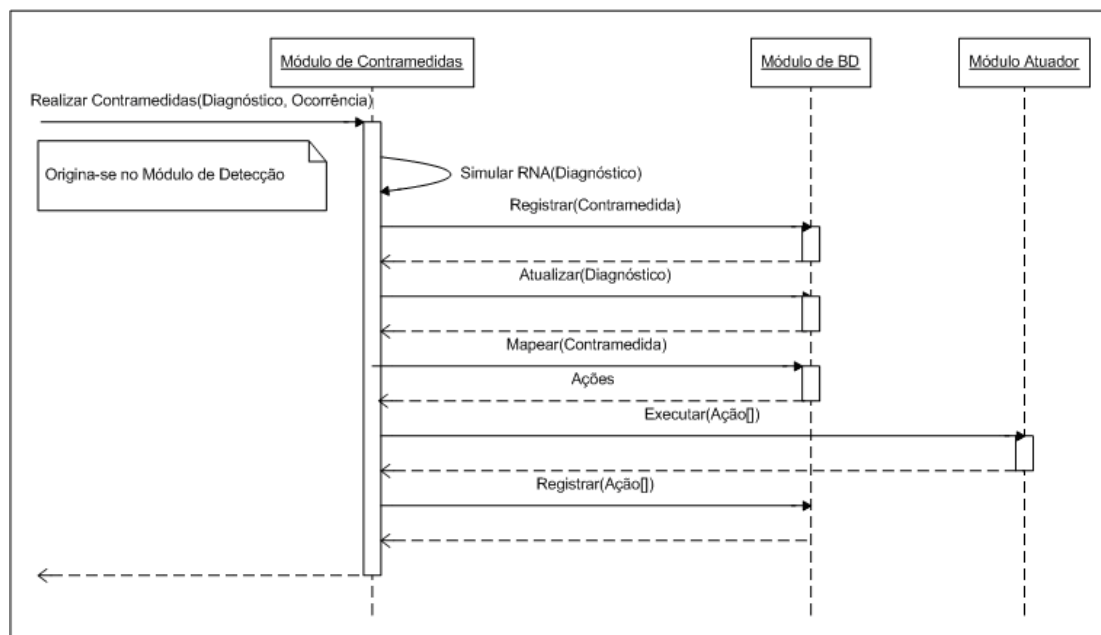 Módulo de Contramedidas
Módulo de BD
Módulo Atuador
Realizar Contramedidas(Diagnóstico, Ocorrência)
Origina-se no Módulo de Detecção
Simular RNA(Diagnóstico)
Registrar(Contramedida)
Atualizar(Diagnóstico)
Mapear(Contramedida)
Ações
Executar(Ação[])
Registrar(Ação[])